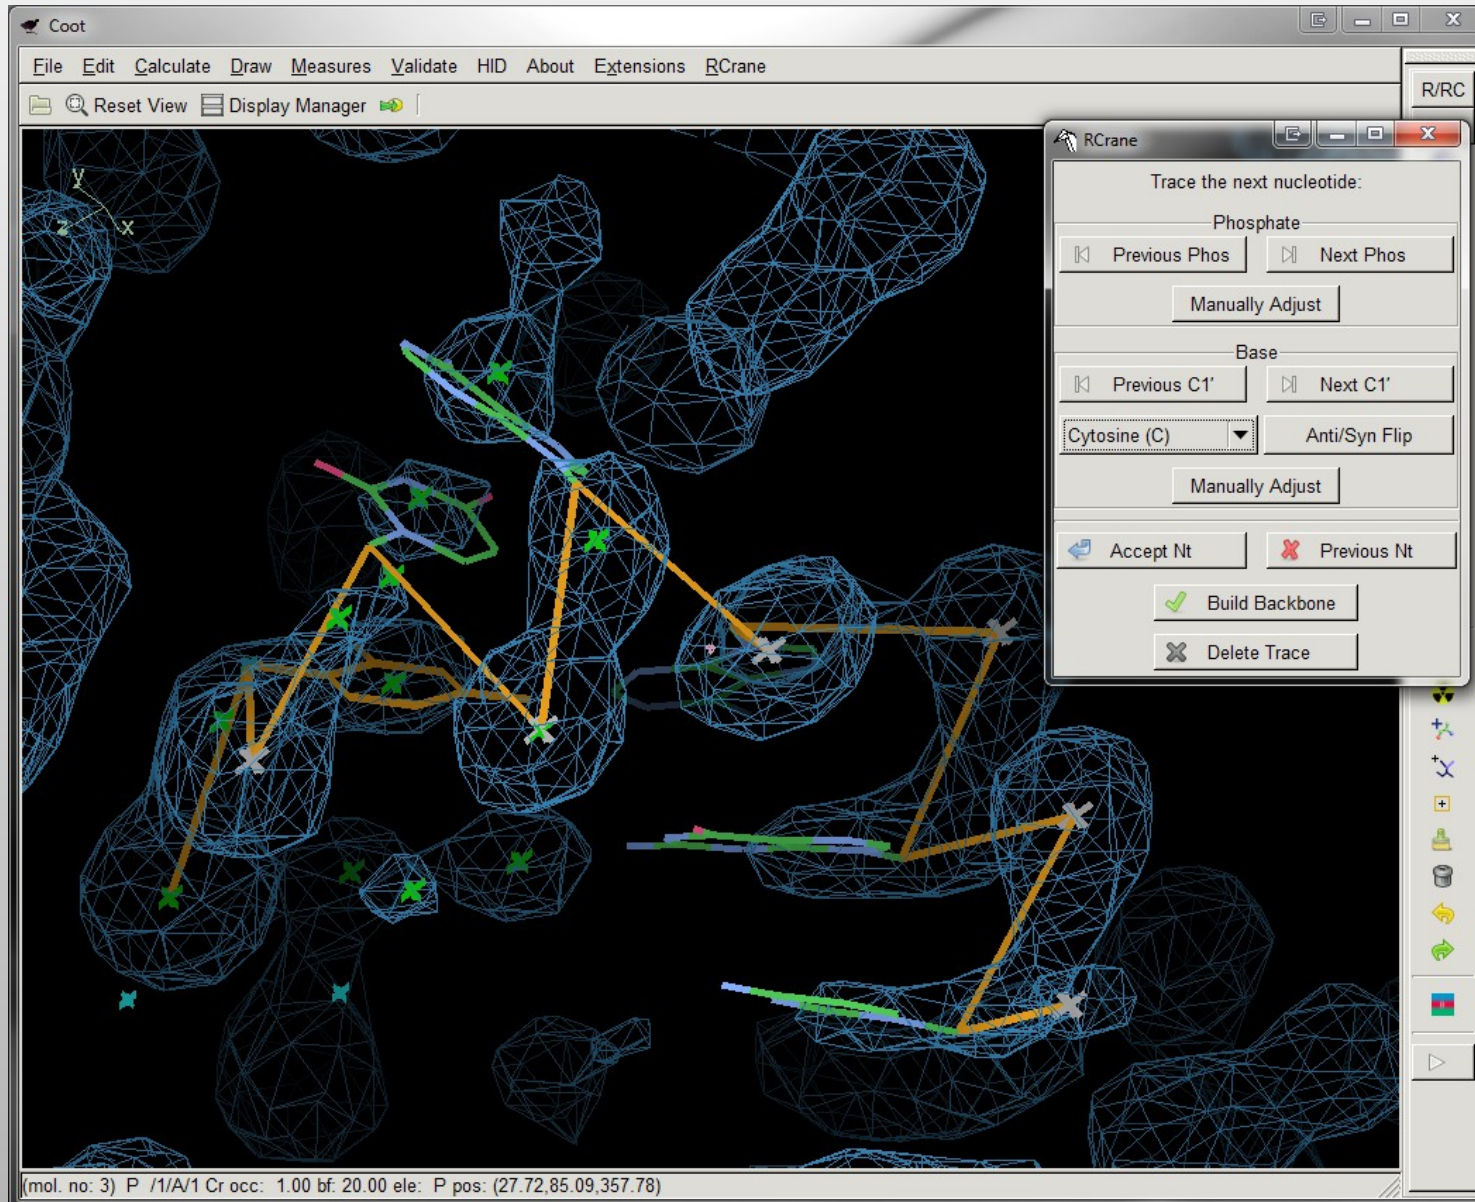 Coot
File Edit Calculate Draw Measures Validate HID About Extensions RCrane
Reset View Display Manager
R/RC
RCrane
Trace the next nucleotide:
Phosphate
Previous Phos Next Phos
Manually Adjust
Base
Previous C1' Next C1'
Cytosine (C) Anti/Syn Flip
Manually Adjust
Accept Nt Previous Nt
Build Backbone
Delete Trace
y
z x
(mol. no: 3) P /1/A/1 Cr occ: 1.00 bf: 20.00 ele: P pos: (27.72,85.09,357.78)